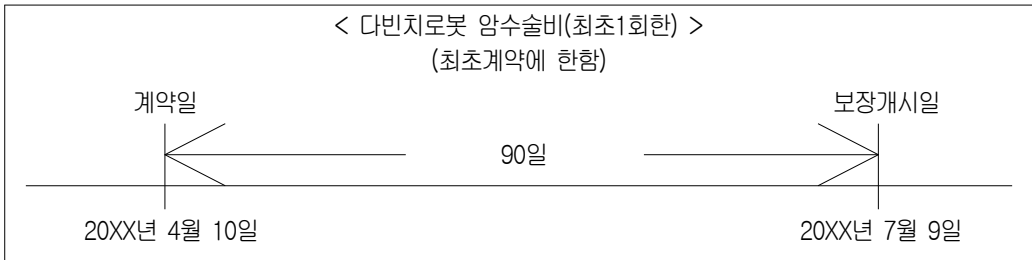 < 다빈치로봇 암수술비(최초1회한) >
(최초계약에 한함)
계약일 보장개시일
90일
20XX년 4월 10일 20XX년 7월 9일